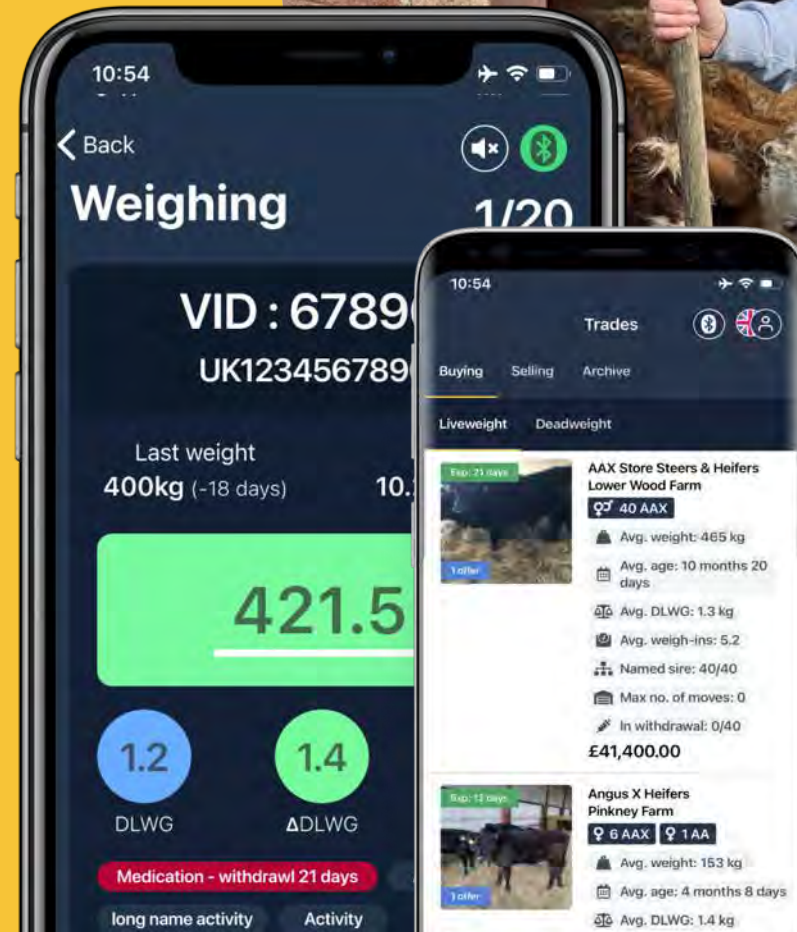 10:54
Back
Weighing
1/20
VID : 6789
UK123456789
Last weight
400kg (-18 days)
10.
421.5
1.2
1.4
DLWG
ΔDLWG
Medication - withdrawl 21 days
long name activity
Activity
10:54
Trades
Buying
Selling
Archive
Liveweight
Deadweight
Exp: 21 days
1 offer
AAX Store Steers & Heifers
Lower Wood Farm
40 AAX
Avg. weight: 465 kg
Avg. age: 10 months 20
days
Avg. DLWG: 1.3 kg
Avg. weigh-ins: 5.2
Named sire: 40/40
Max no. of moves: 0
In withdrawal: 0/40
£41,400.00
Exp: 12 days
1 offer
Angus X Heifers
Pinkney Farm
6 AAX
1 AA
Avg. weight: 153 kg
Avg. age: 4 months 8 days
Avg. DLWG: 1.4 kg